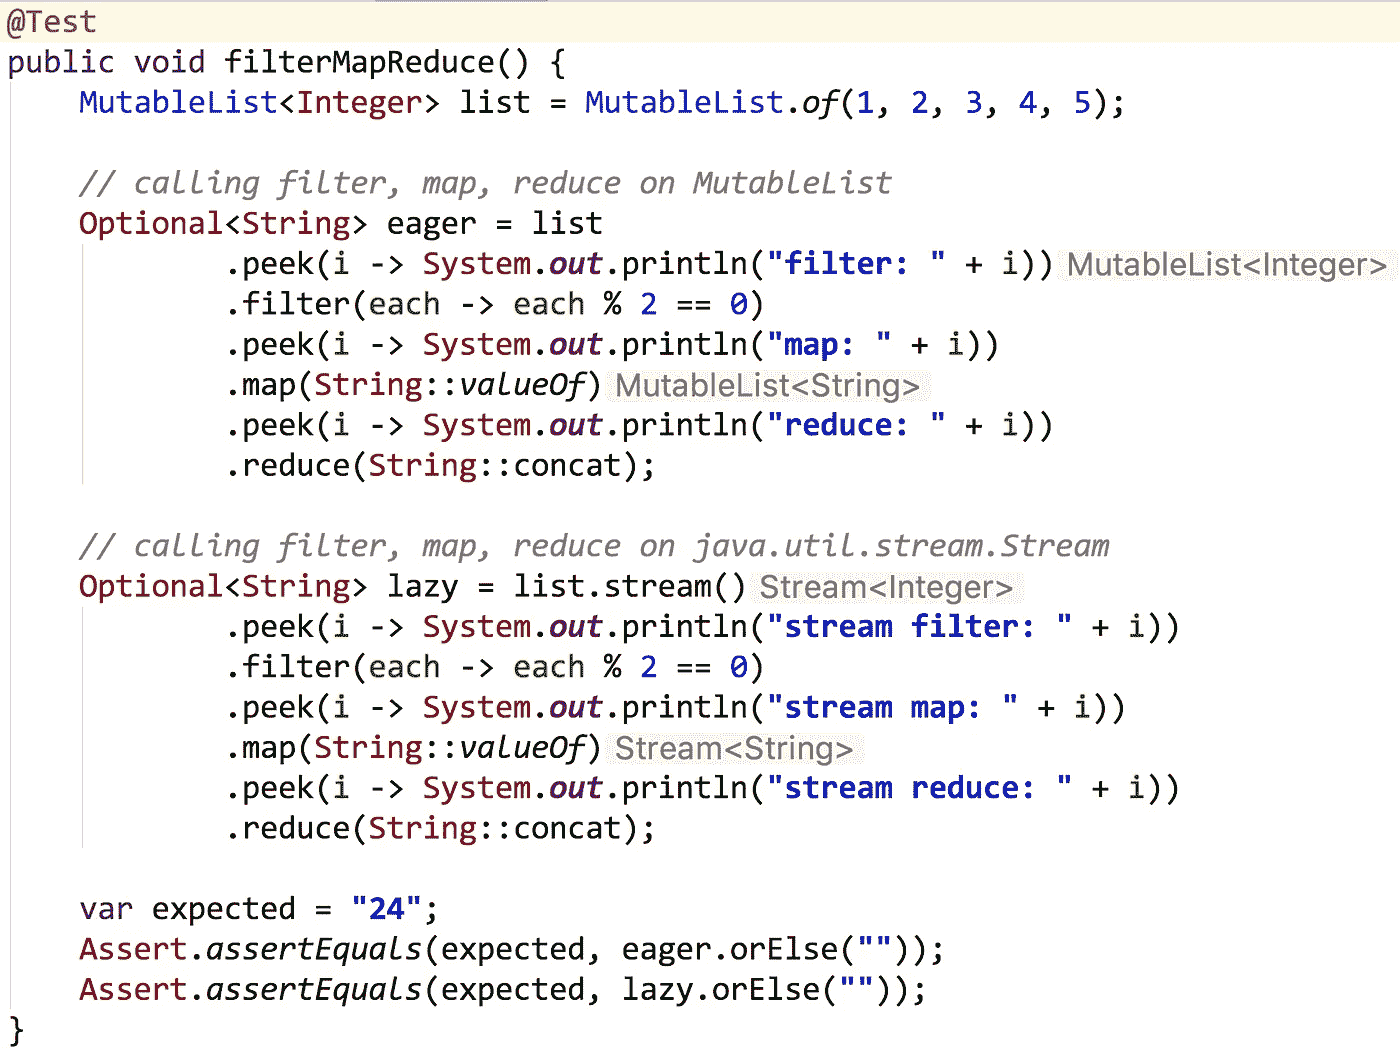 @Test
public void filterMapReduce() {
    MutableList<Integer> list = MutableList.of(1, 2, 3, 4, 5);

    // calling filter, map, reduce on MutableList
    Optional<String> eager = list
            .peek(i -> System.out.println("filter: " + i)) MutableList<Integer>
            .filter(each -> each % 2 == 0)
            .peek(i -> System.out.println("map: " + i))
            .map(String::valueOf) MutableList<String>
            .peek(i -> System.out.println("reduce: " + i))
            .reduce(String::concat);

    // calling filter, map, reduce on java.util.stream.Stream
    Optional<String> lazy = list.stream() Stream<Integer>
            .peek(i -> System.out.println("stream filter: " + i))
            .filter(each -> each % 2 == 0)
            .peek(i -> System.out.println("stream map: " + i))
            .map(String::valueOf) Stream<String>
            .peek(i -> System.out.println("stream reduce: " + i))
            .reduce(String::concat);

    var expected = "24";
    Assert.assertEquals(expected, eager.orElse(""));
    Assert.assertEquals(expected, lazy.orElse(""));
}